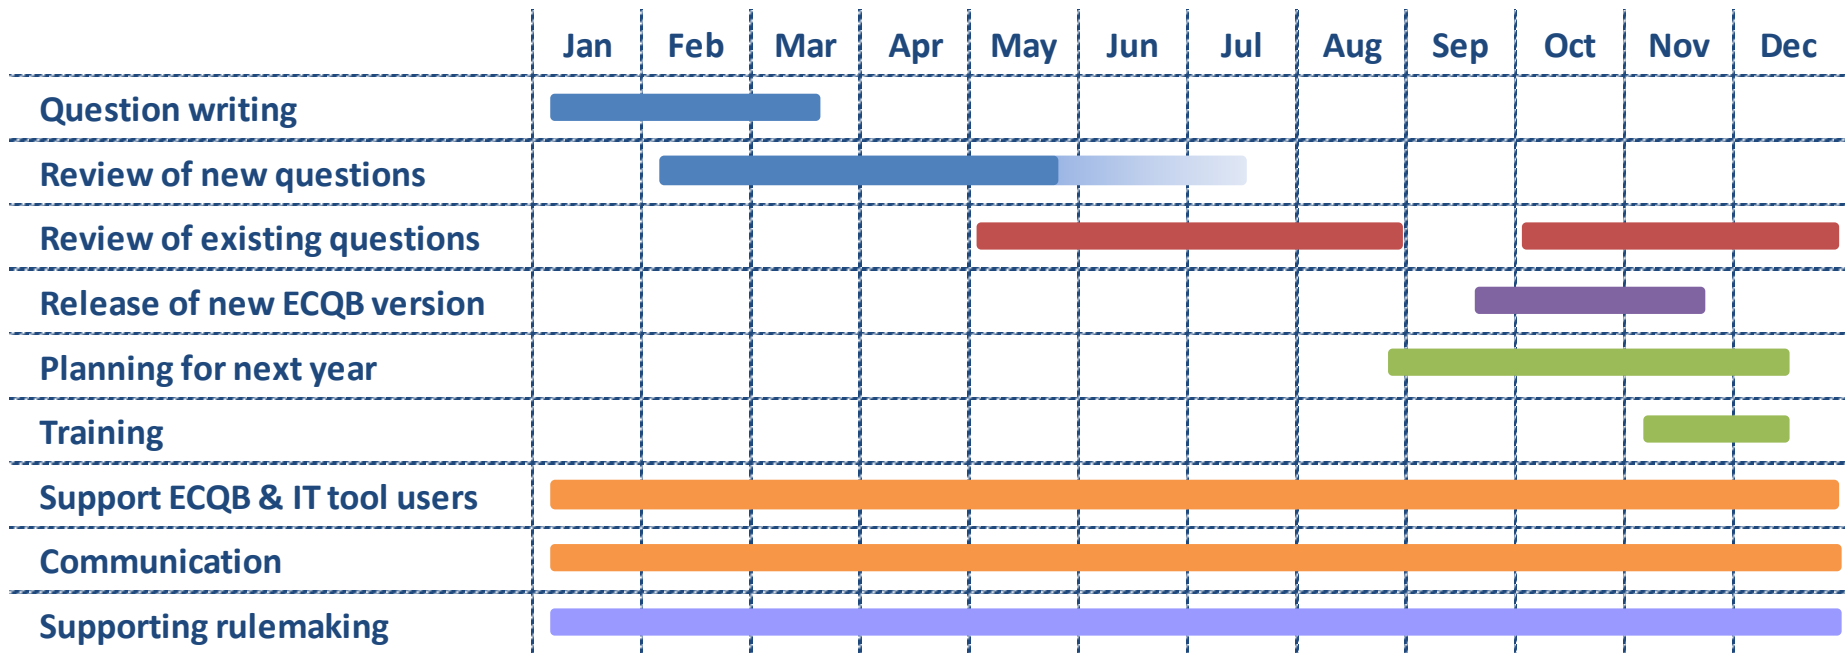 Jan Feb Mar Apr May Jun Jul Aug Sep Oct Nov Dec
Question writing
Review of new questions
Review of existing questions
Release of new ECQB version
Planning for next year
Training
Support ECQB & IT tool users
Communication
Supporting rulemaking